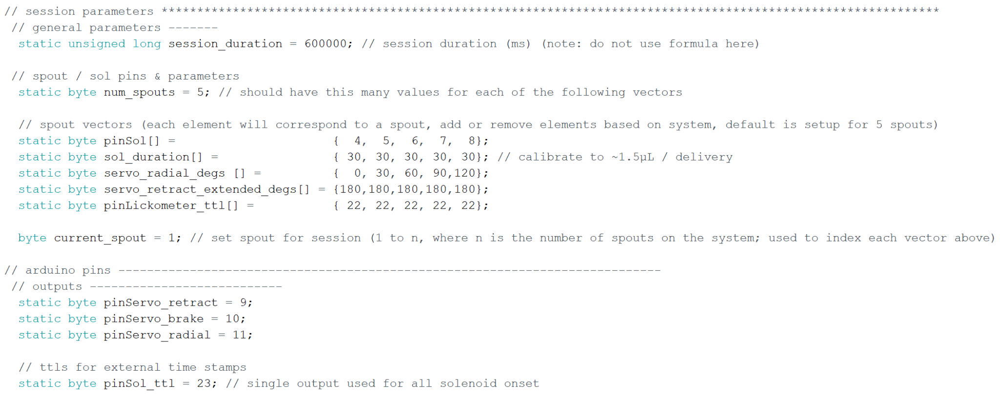 // session parameters *************************************************************************************************************
// general parameters -------
static unsigned long session_duration = 600000; // session duration (ms) (note: do not use formula here)
// spout / sol pins & parameters
static byte num_spouts = 5; // should have this many values for each of the following vectors
// spout vectors (each element will correspond to a spout, add or remove elements based on system, default is setup for 5 spouts)
static byte pinSol[] =                      {  4,  5,  6,  7,  8};
static byte sol_duration[] =                { 30, 30, 30, 30, 30}; // calibrate to ~1.5µL / delivery
static byte servo_radial_degs [] =          {  0, 30, 60, 90,120};
static byte servo_retract_extended_degs[] = {180,180,180,180,180};
static byte pinLickometer_ttl[] =           { 22, 22, 22, 22, 22};
byte current_spout = 1; // set spout for session (1 to n, where n is the number of spouts on the system; used to index each vector above)
// arduino pins ----------------------------------------------------------------------------
// outputs ---------------------------
static byte pinServo_retract = 9;
static byte pinServo_brake = 10;
static byte pinServo_radial = 11;
// ttls for external time stamps
static byte pinSol_ttl = 23; // single output used for all solenoid onset